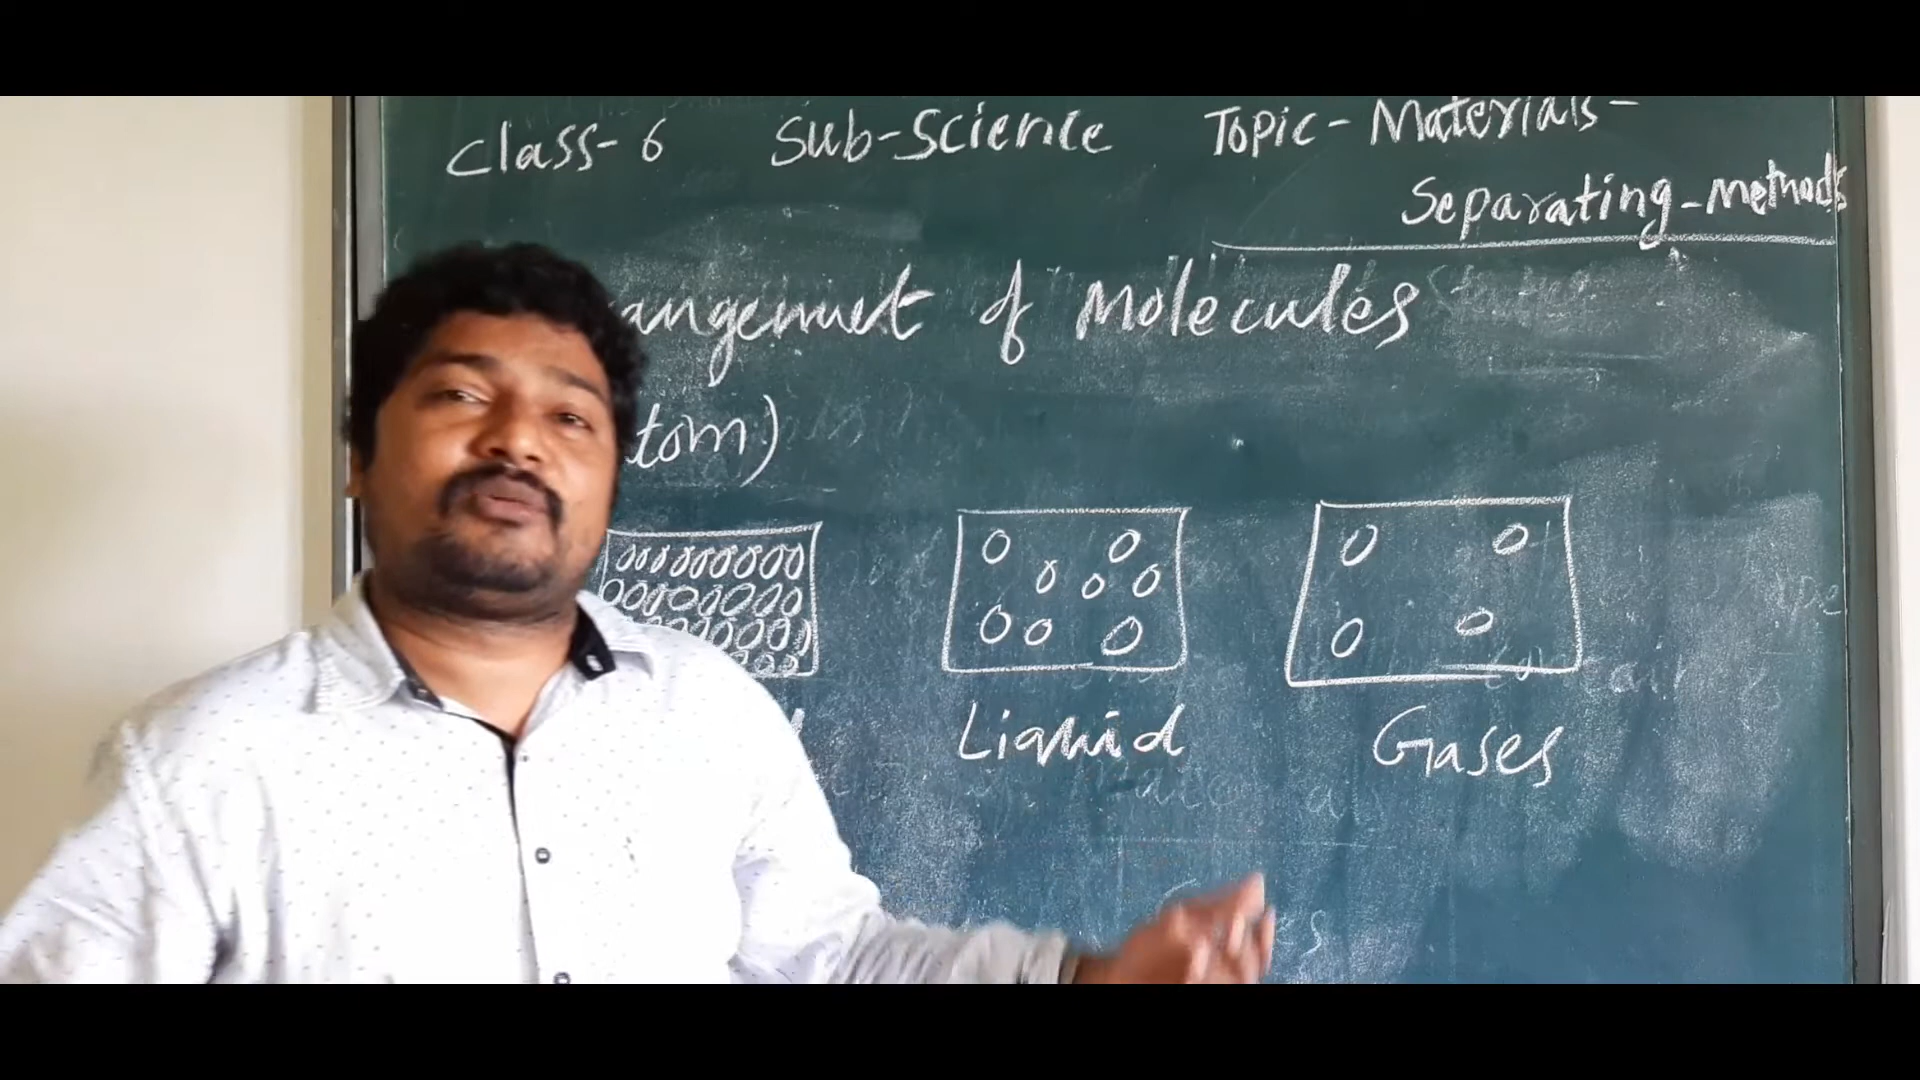 Class-6 Sub-Science Topic-Materials-
Separating-methods
angement of Molecules
tom)
Liquid Gases